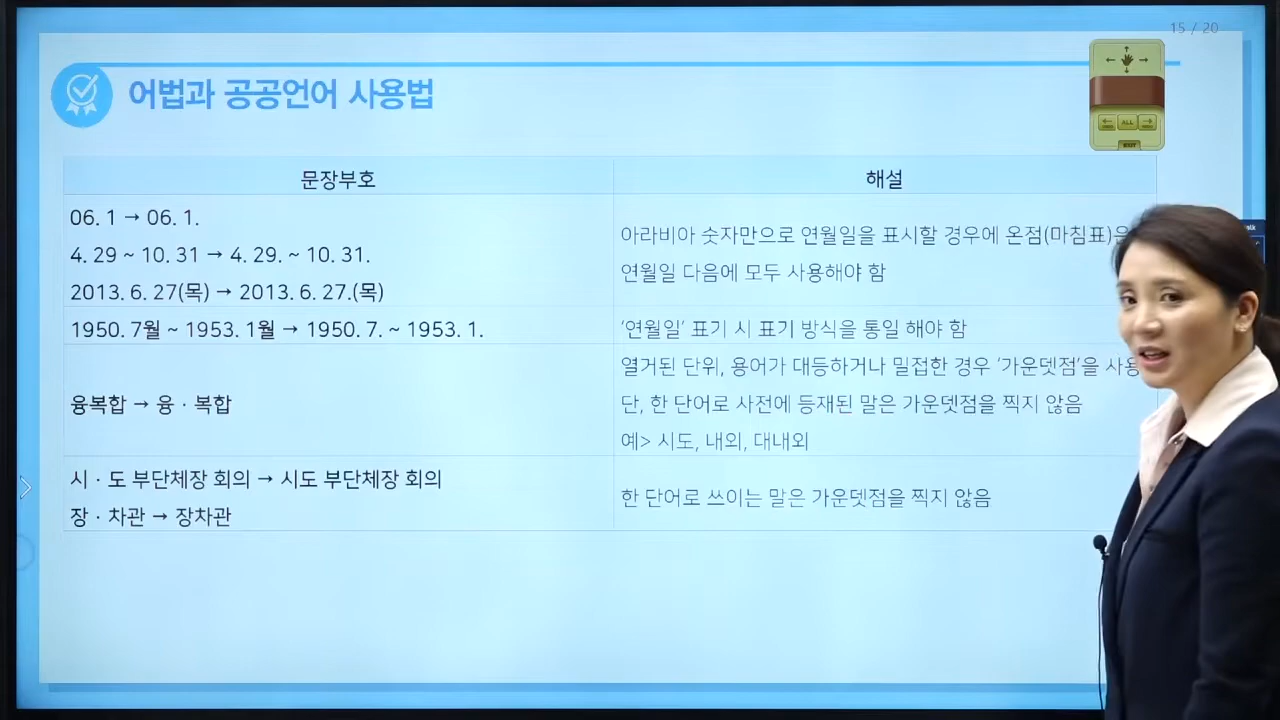 15 / 20
어법과 공공언어 사용법
ALL
EXIT
문장부호
해설
06. 1 → 06. 1.
4. 29 ~ 10. 31 → 4. 29. ~ 10. 31.
2013. 6. 27(목) → 2013. 6. 27.(목)
아라비아 숫자만으로 연월일을 표시할 경우에 온점(마침표)은
연월일 다음에 모두 사용해야 함
1950. 7월 ~ 1953. 1월 → 1950. 7. ~ 1953. 1.
‘연월일’ 표기 시 표기 방식을 통일 해야 함
융복합 → 융 · 복합
열거된 단위, 용어가 대등하거나 밀접한 경우 ‘가운뎃점’을 사용
단, 한 단어로 사전에 등재된 말은 가운뎃점을 찍지 않음
예> 시도, 내외, 대내외
시 · 도 부단체장 회의 → 시도 부단체장 회의
장 · 차관 → 장차관
한 단어로 쓰이는 말은 가운뎃점을 찍지 않음